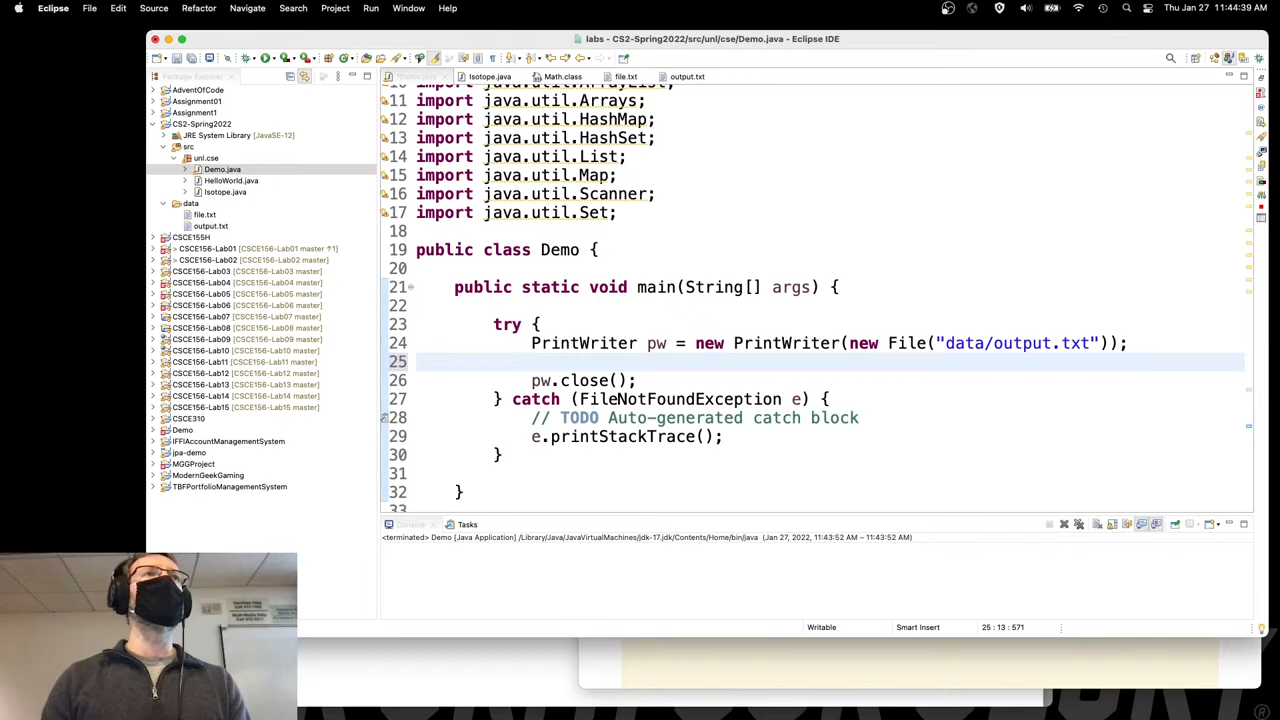 Eclipse File Edit Source Refactor Navigate Search Project Run Window Help Thu Jan 27 11:44:39 AM
labs - CS2-Spring2022/src/unl/cse/Demo.java - Eclipse IDE
Package Explorer
Isotope.java Math.class file.txt output.txt
AdventOfCode
Assignment01
Assignment1
CS2-Spring2022
JRE System Library [JavaSE-12]
src
unl.cse
Demo.java
HelloWorld.java
Isotope.java
data
file.txt
output.txt
CSCE155H
> CSCE156-Lab01 [CSCE156-Lab01 master ↑1]
> CSCE156-Lab02 [CSCE156-Lab02 master]
CSCE156-Lab03 [CSCE156-Lab03 master]
CSCE156-Lab04 [CSCE156-Lab04 master]
CSCE156-Lab05 [CSCE156-Lab05 master]
CSCE156-Lab06 [CSCE156-Lab06 master]
CSCE156-Lab07 [CSCE156-Lab07 master]
CSCE156-Lab08 [CSCE156-Lab08 master]
CSCE156-Lab09 [CSCE156-Lab09 master]
CSCE156-Lab10 [CSCE156-Lab10 master]
CSCE156-Lab11 [CSCE156-Lab11 master]
CSCE156-Lab12 [CSCE156-Lab12 master]
CSCE156-Lab13 [CSCE156-Lab13 master]
CSCE156-Lab14 [CSCE156-Lab14 master]
CSCE156-Lab15 [CSCE156-Lab15 master]
CSCE310
Demo
IFFIAccountManagementSystem
jpa-demo
MGGProject
ModernGeekGaming
TBFPortfolioManagementSystem
11 import java.util.Arrays;
12 import java.util.HashMap;
13 import java.util.HashSet;
14 import java.util.List;
15 import java.util.Map;
16 import java.util.Scanner;
17 import java.util.Set;
18
19 public class Demo {
20
21 public static void main(String[] args) {
22
23 try {
24 PrintWriter pw = new PrintWriter(new File("data/output.txt"));
25
26 pw.close();
27 } catch (FileNotFoundException e) {
28 // TODO Auto-generated catch block
29 e.printStackTrace();
30 }
31
32 }
33
Console Tasks
<terminated> Demo [Java Application] /Library/Java/JavaVirtualMachines/jdk-17.jdk/Contents/Home/bin/java (Jan 27, 2022, 11:43:52 AM – 11:43:52 AM)
Writable Smart Insert 25 : 13 : 571